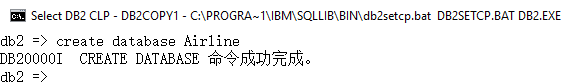 Select DB2 CLP - DB2COPY1 - C:\PROGRA~1\IBM\SQLLIB\BIN\db2setcp.bat  DB2SETCP.BAT DB2.EXE
db2 => create database Airline
DB20000I  CREATE DATABASE 命令成功完成。
db2 =>